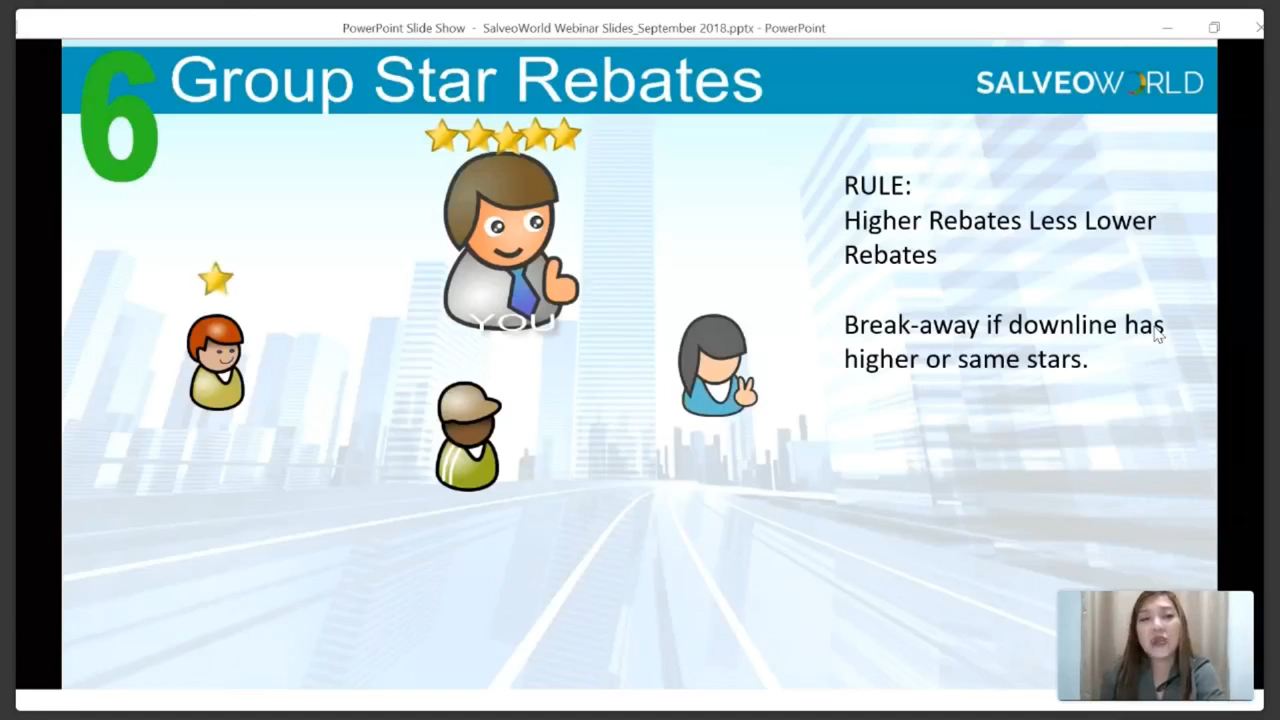 PowerPoint Slide Show - SalveoWorld Webinar Slides_September 2018.pptx - PowerPoint
6 Group Star Rebates
SALVEOWORLD
YOU
RULE:
Higher Rebates Less Lower
Rebates
Break-away if downline has
higher or same stars.